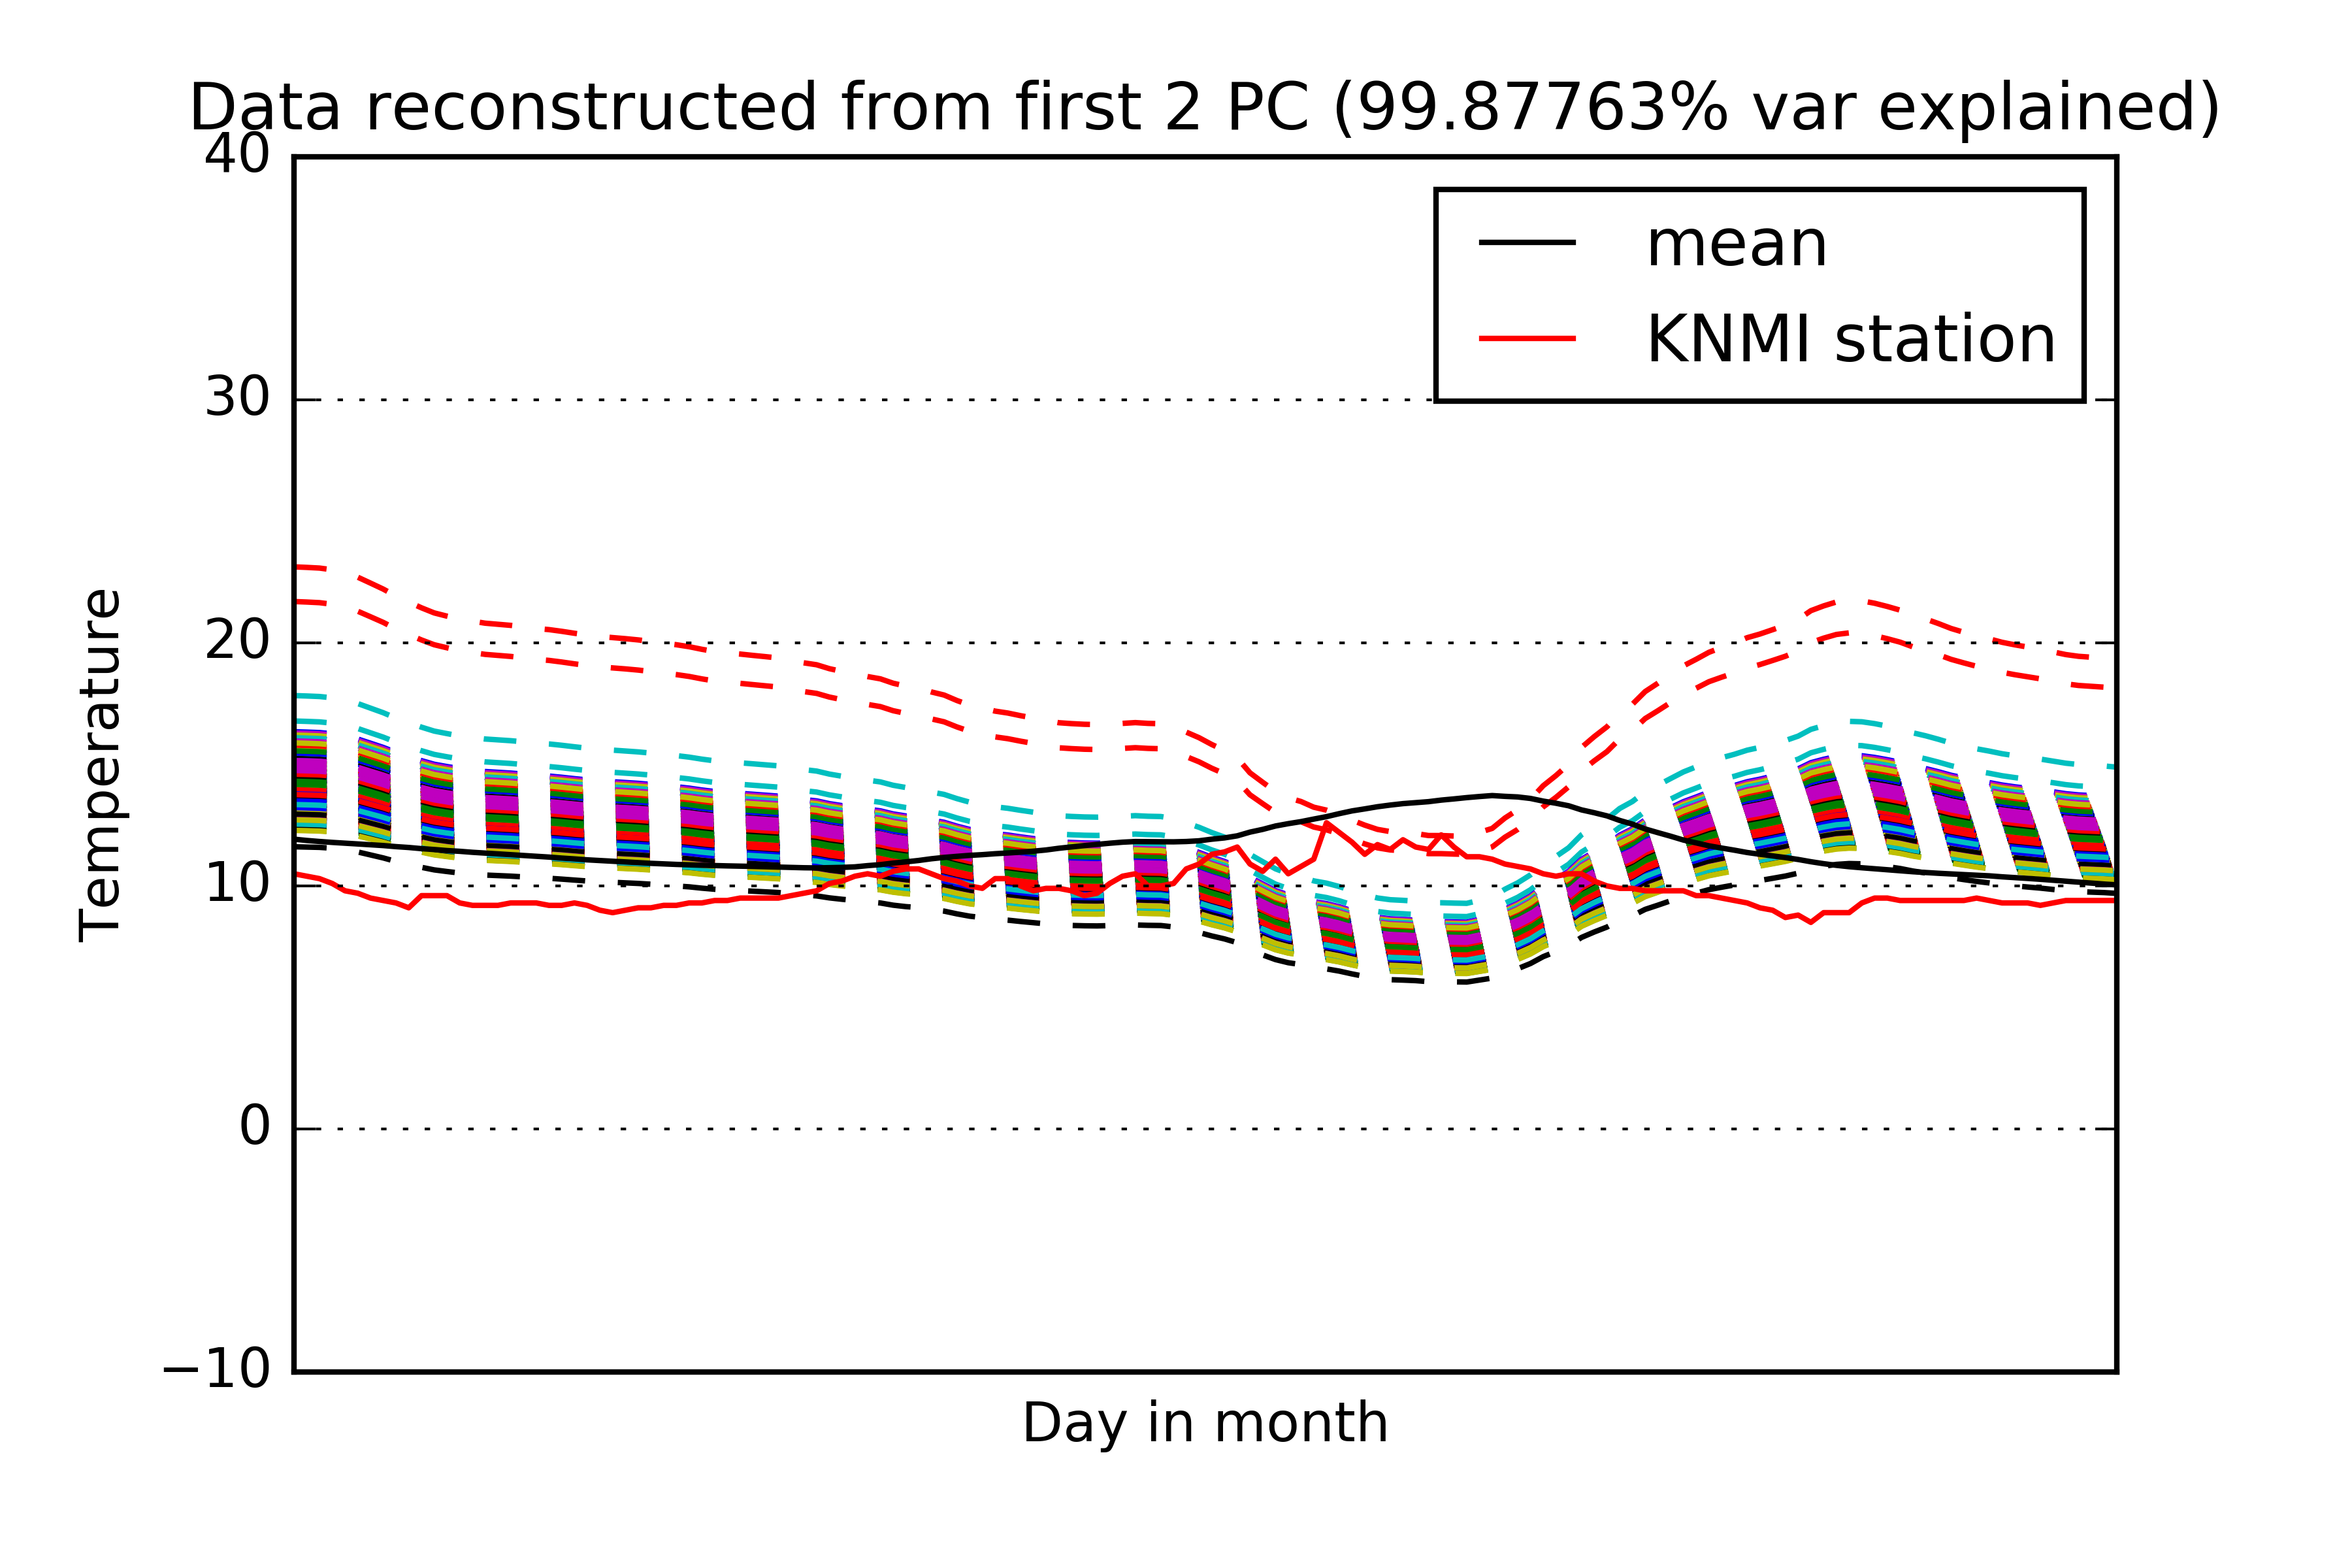 Data reconstructed from first 2 PC (99.87763% var explained)
40
30
20
10
0
−10
Temperature
mean
KNMI station
Day in month